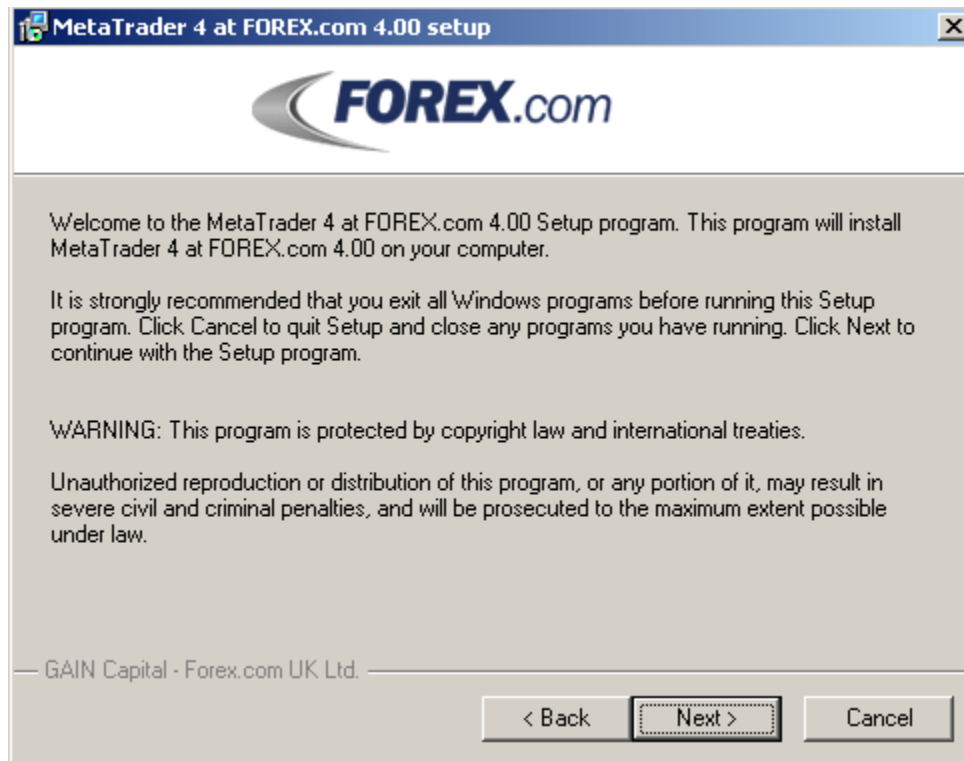 MetaTrader 4 at FOREX.com 4.00 setup
FOREX.com
Welcome to the MetaTrader 4 at FOREX.com 4.00 Setup program. This program will install
MetaTrader 4 at FOREX.com 4.00 on your computer.
It is strongly recommended that you exit all Windows programs before running this Setup
program. Click Cancel to quit Setup and close any programs you have running. Click Next to
continue with the Setup program.
WARNING: This program is protected by copyright law and international treaties.
Unauthorized reproduction or distribution of this program, or any portion of it, may result in
severe civil and criminal penalties, and will be prosecuted to the maximum extent possible
under law.
GAIN Capital - Forex.com UK Ltd.
< Back Next > Cancel